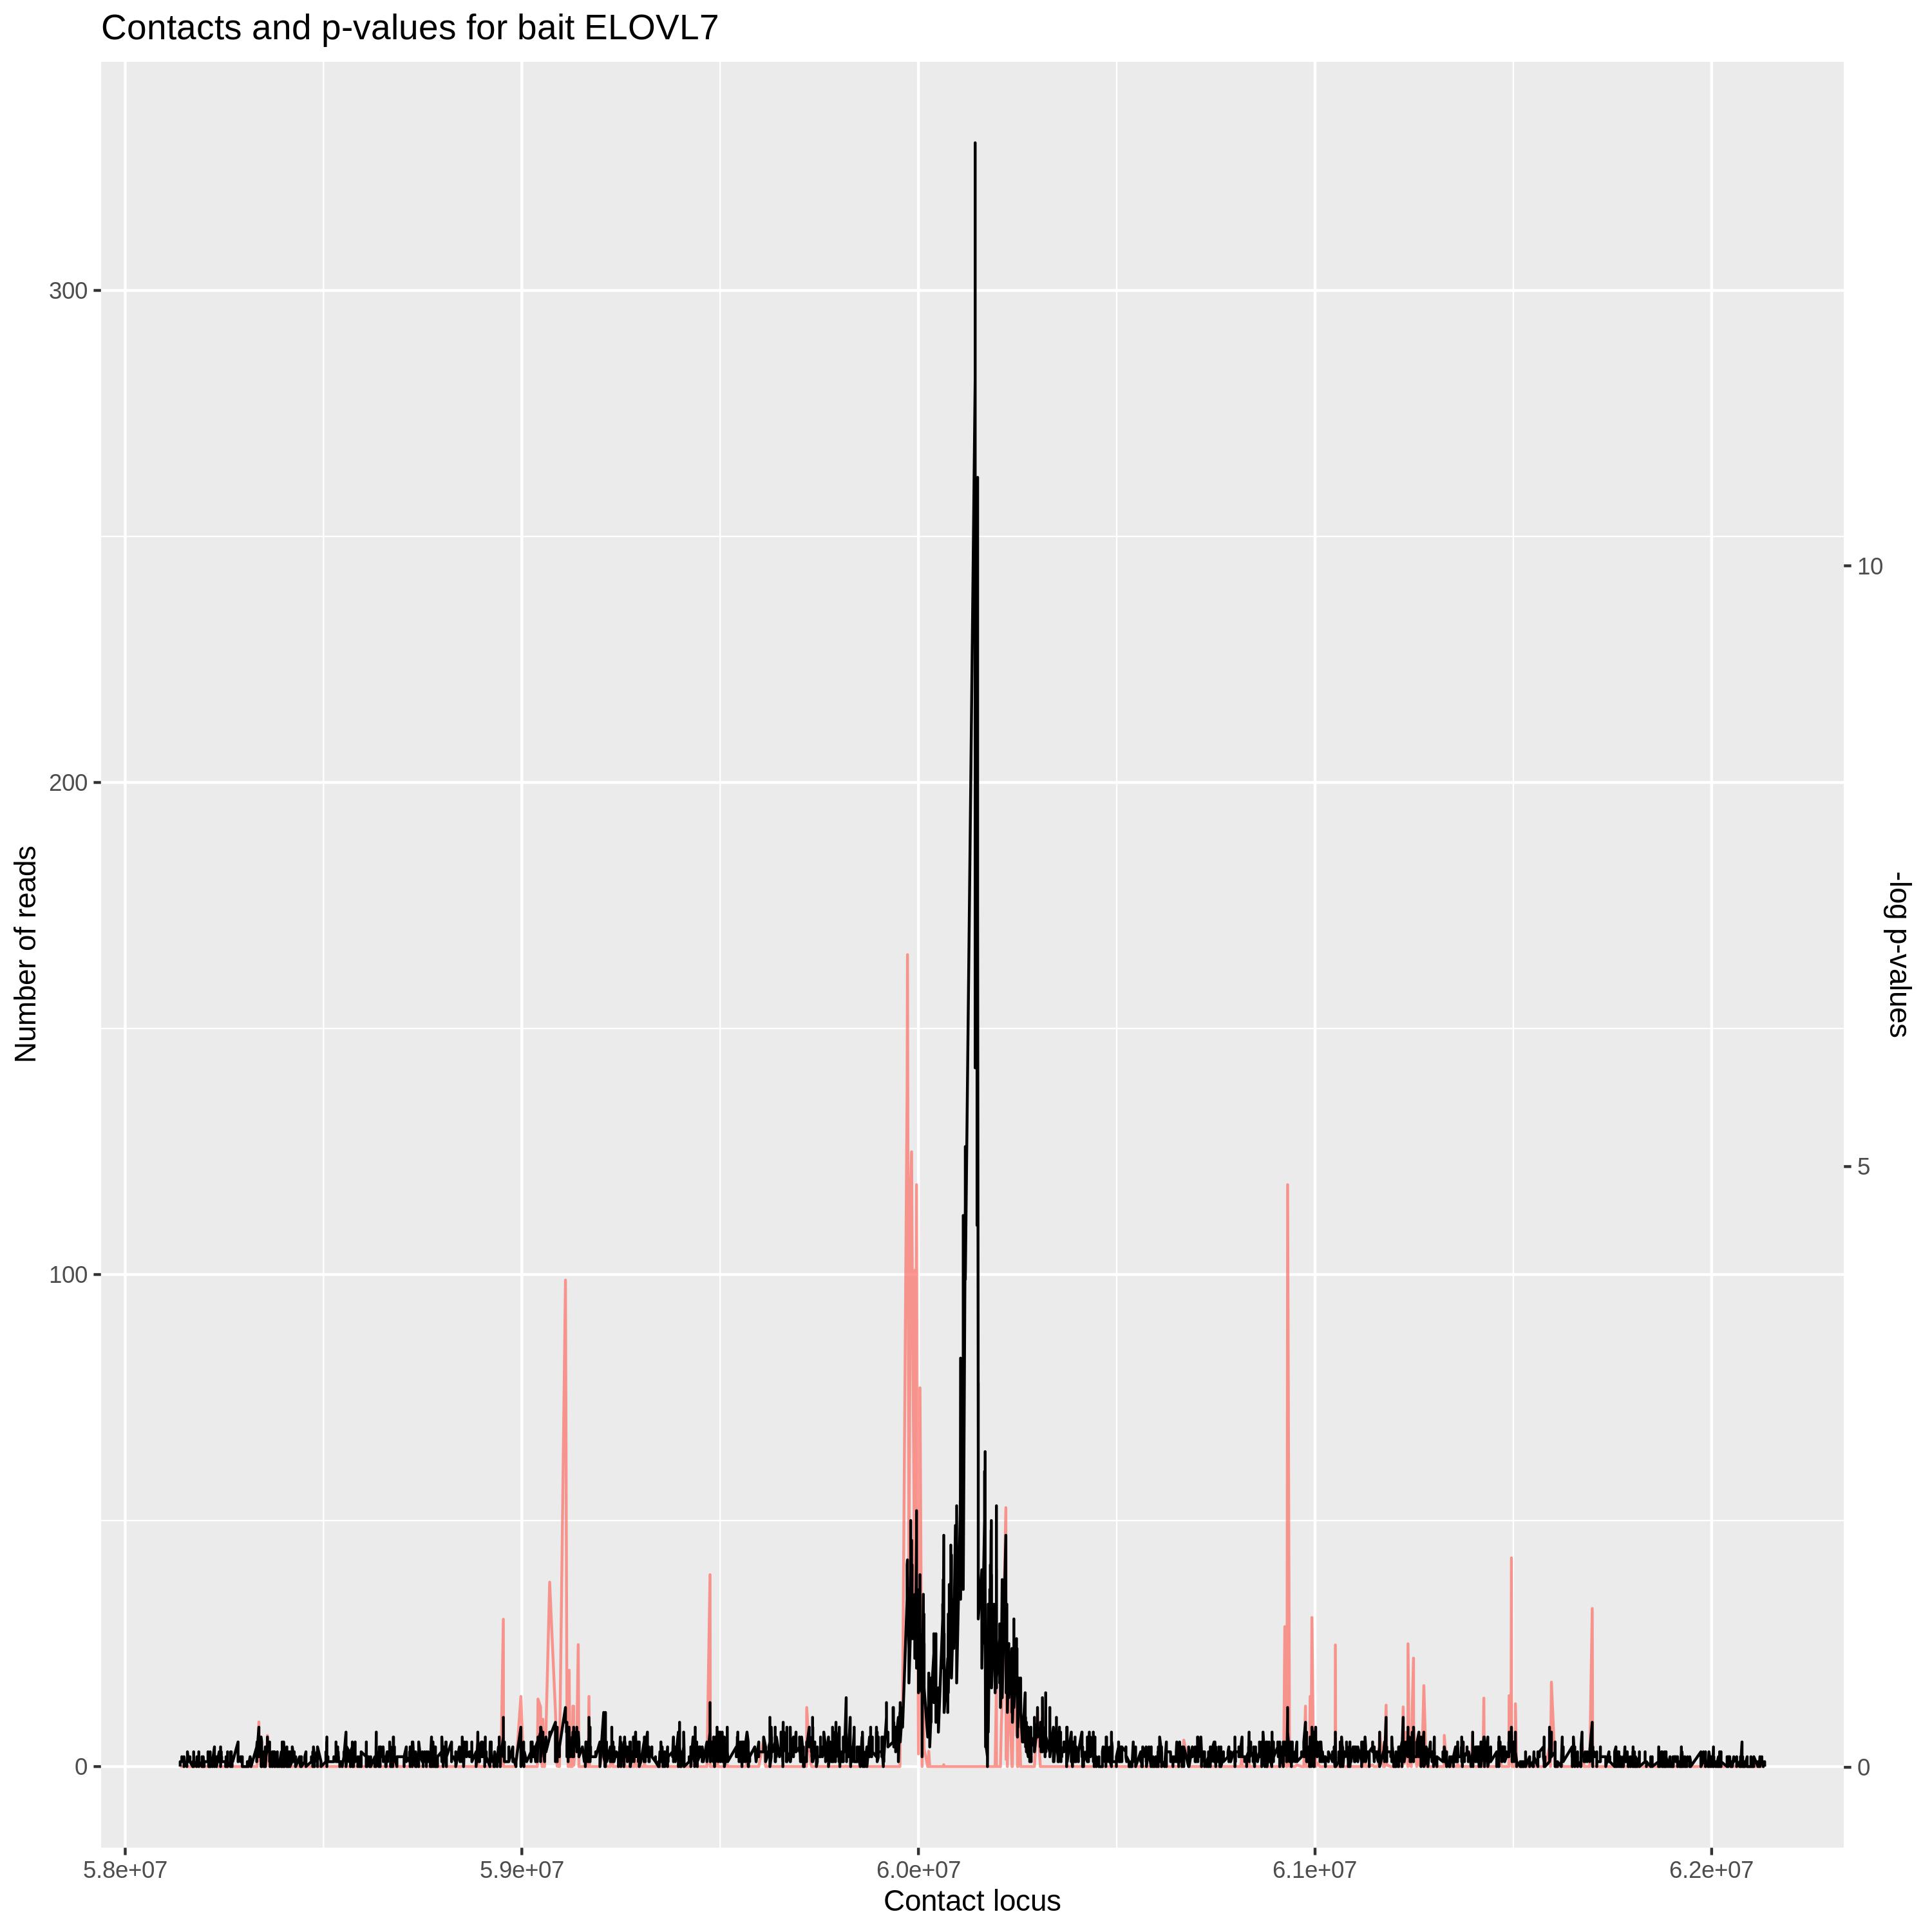 Contacts and p-values for bait ELOVL7
300
200
100
0
Number of reads
10
5
0
-log p-values
5.8e+07
5.9e+07
6.0e+07
6.1e+07
6.2e+07
Contact locus